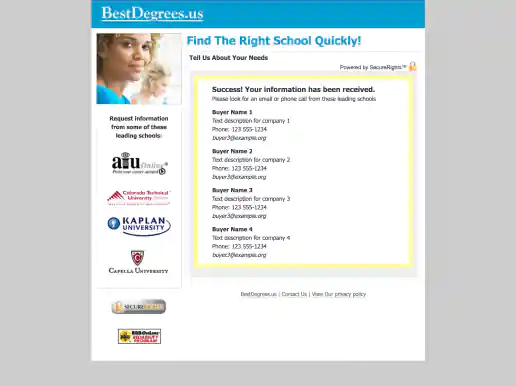 BestDegrees.us
Find The Right School Quickly!
Tell Us About Your Needs
Powered by SecureRights™
Request information
from some of these
leading schools:
aiu Online
Colorado Technical
University
KAPLAN
UNIVERSITY
CAPELLA UNIVERSITY
SECURERIGHTS
BBBOnLine
RELIABILITY
PROGRAM
Success! Your information has been received.
Please look for an email or phone call from these leading schools
Buyer Name 1
Text description for company 1
Phone: 123 555-1234
buyer3@example.org
Buyer Name 2
Text description for company 2
Phone: 123 555-1234
buyer3@example.org
Buyer Name 3
Text description for company 3
Phone: 123 555-1234
buyer3@example.org
Buyer Name 4
Text description for company 4
Phone: 123 555-1234
buyer3@example.org
BestDegrees.us | Contact Us | View Our privacy policy